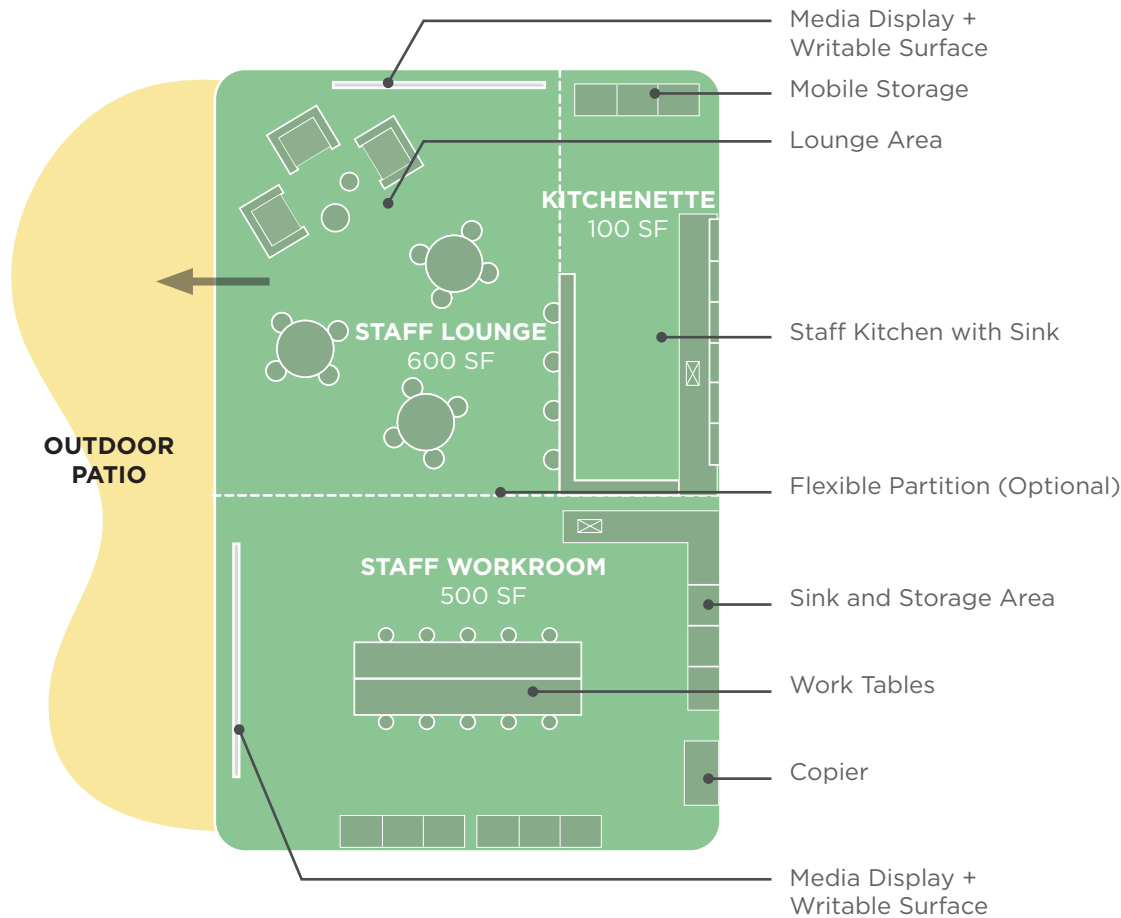 Media Display +
Writable Surface
Mobile Storage
Lounge Area
KITCHENETTE
100 SF
STAFF LOUNGE
600 SF
Staff Kitchen with Sink
OUTDOOR
PATIO
Flexible Partition (Optional)
STAFF WORKROOM
500 SF
Sink and Storage Area
Work Tables
Copier
Media Display +
Writable Surface